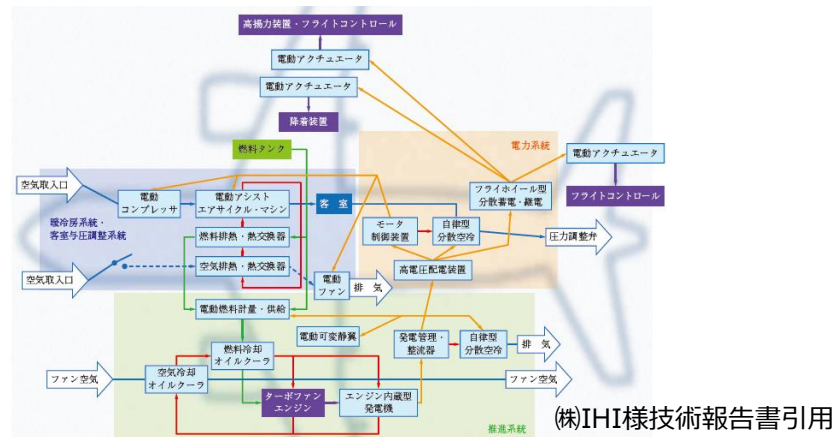 高揚力装置・フライトコントロール
電動アクチュエータ
電動アクチュエータ
降着装置
燃料タンク
電力系統
電動アクチュエータ
フライトコントロール
空気取入口
電動
コンプレッサ
電動アシスト
エアサイクル・マシン
客 室
フライホイール型
分散蓄電・継電
暖冷房系統・
客室与圧調整系統
燃料排熱・熱交換器
モータ
制御装置
自律型
分散空冷
圧力調整弁
空気取入口
空気排熱・熱交換器
電動
ファン
排 気
高電圧配電装置
電動燃料計量・供給
電動可変静翼
発電管理・
整流器
自律型
分散空冷
排 気
燃料冷却
オイルクーラ
ファン空気
空気冷却
オイルクーラ
ファン空気
ターボファン
エンジン
エンジン内蔵型
発電機
推進系統
㈱IHI様技術報告書引用